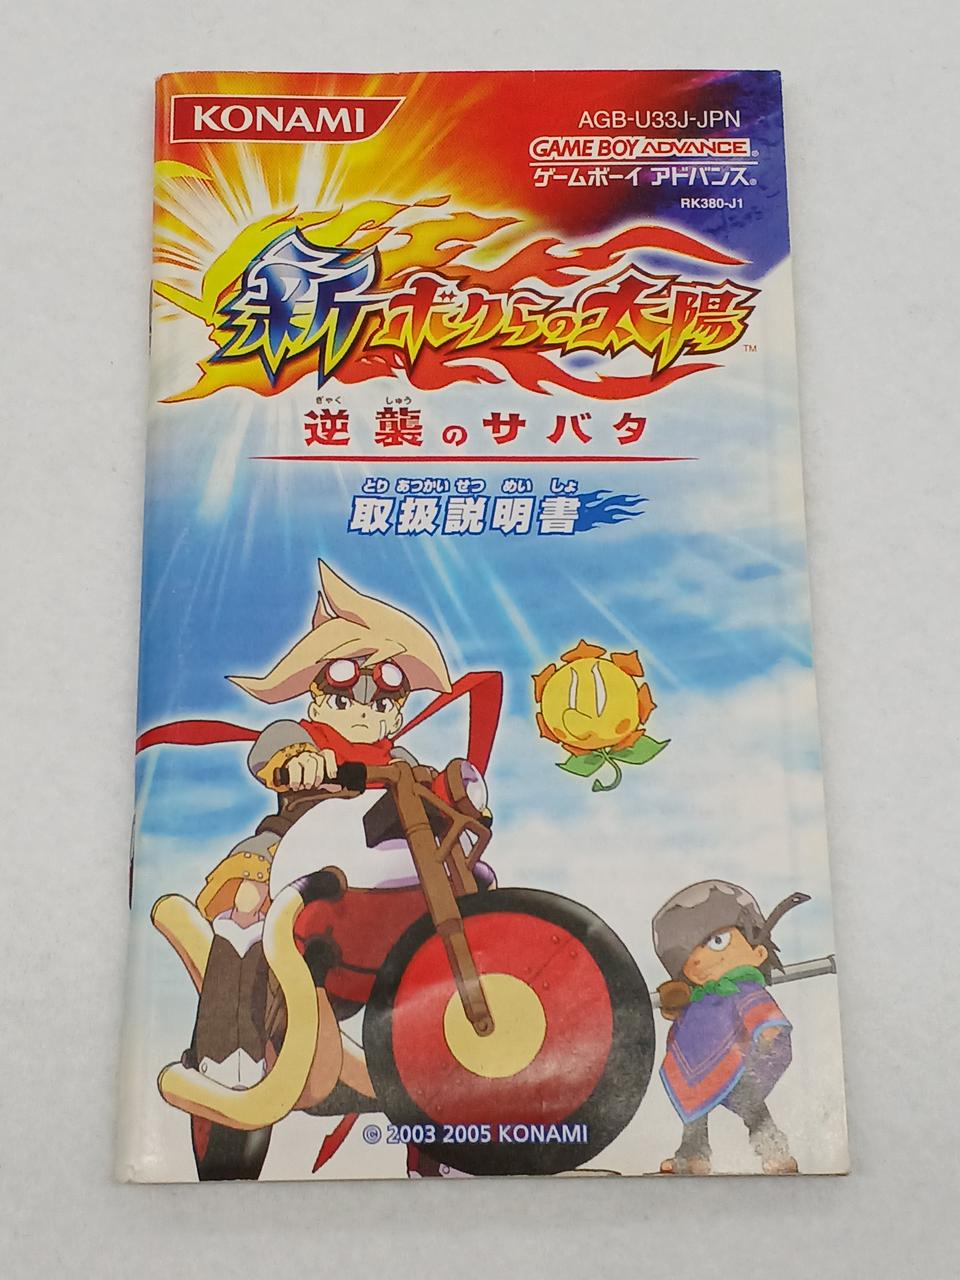 KONAMI
AGB-U33J-JPN
GAME BOY ADVANCE®
ゲームボーイ アドバンス®
RK380-J1
新ボクらの太陽™
ぎゃく しゅう
逆襲のサバタ
とり あつかい せつ めい しょ
取扱説明書
© 2003 2005 KONAMI